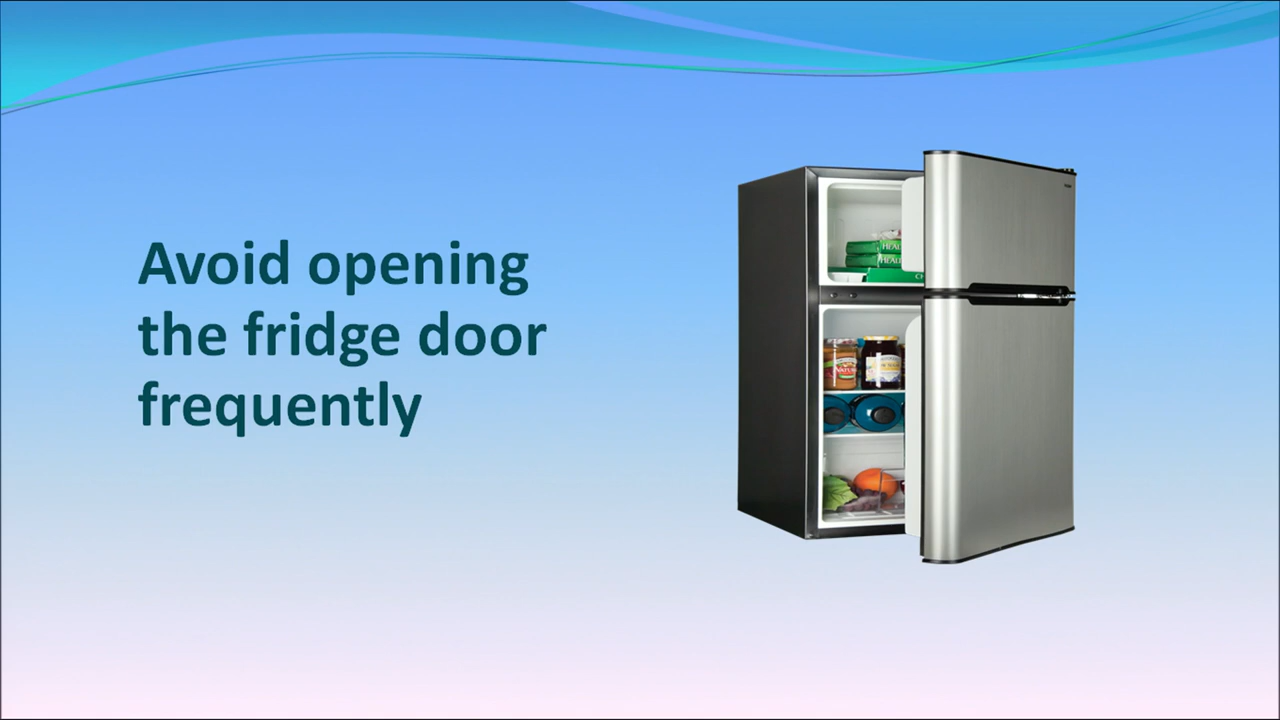 Avoid opening
the fridge door
frequently